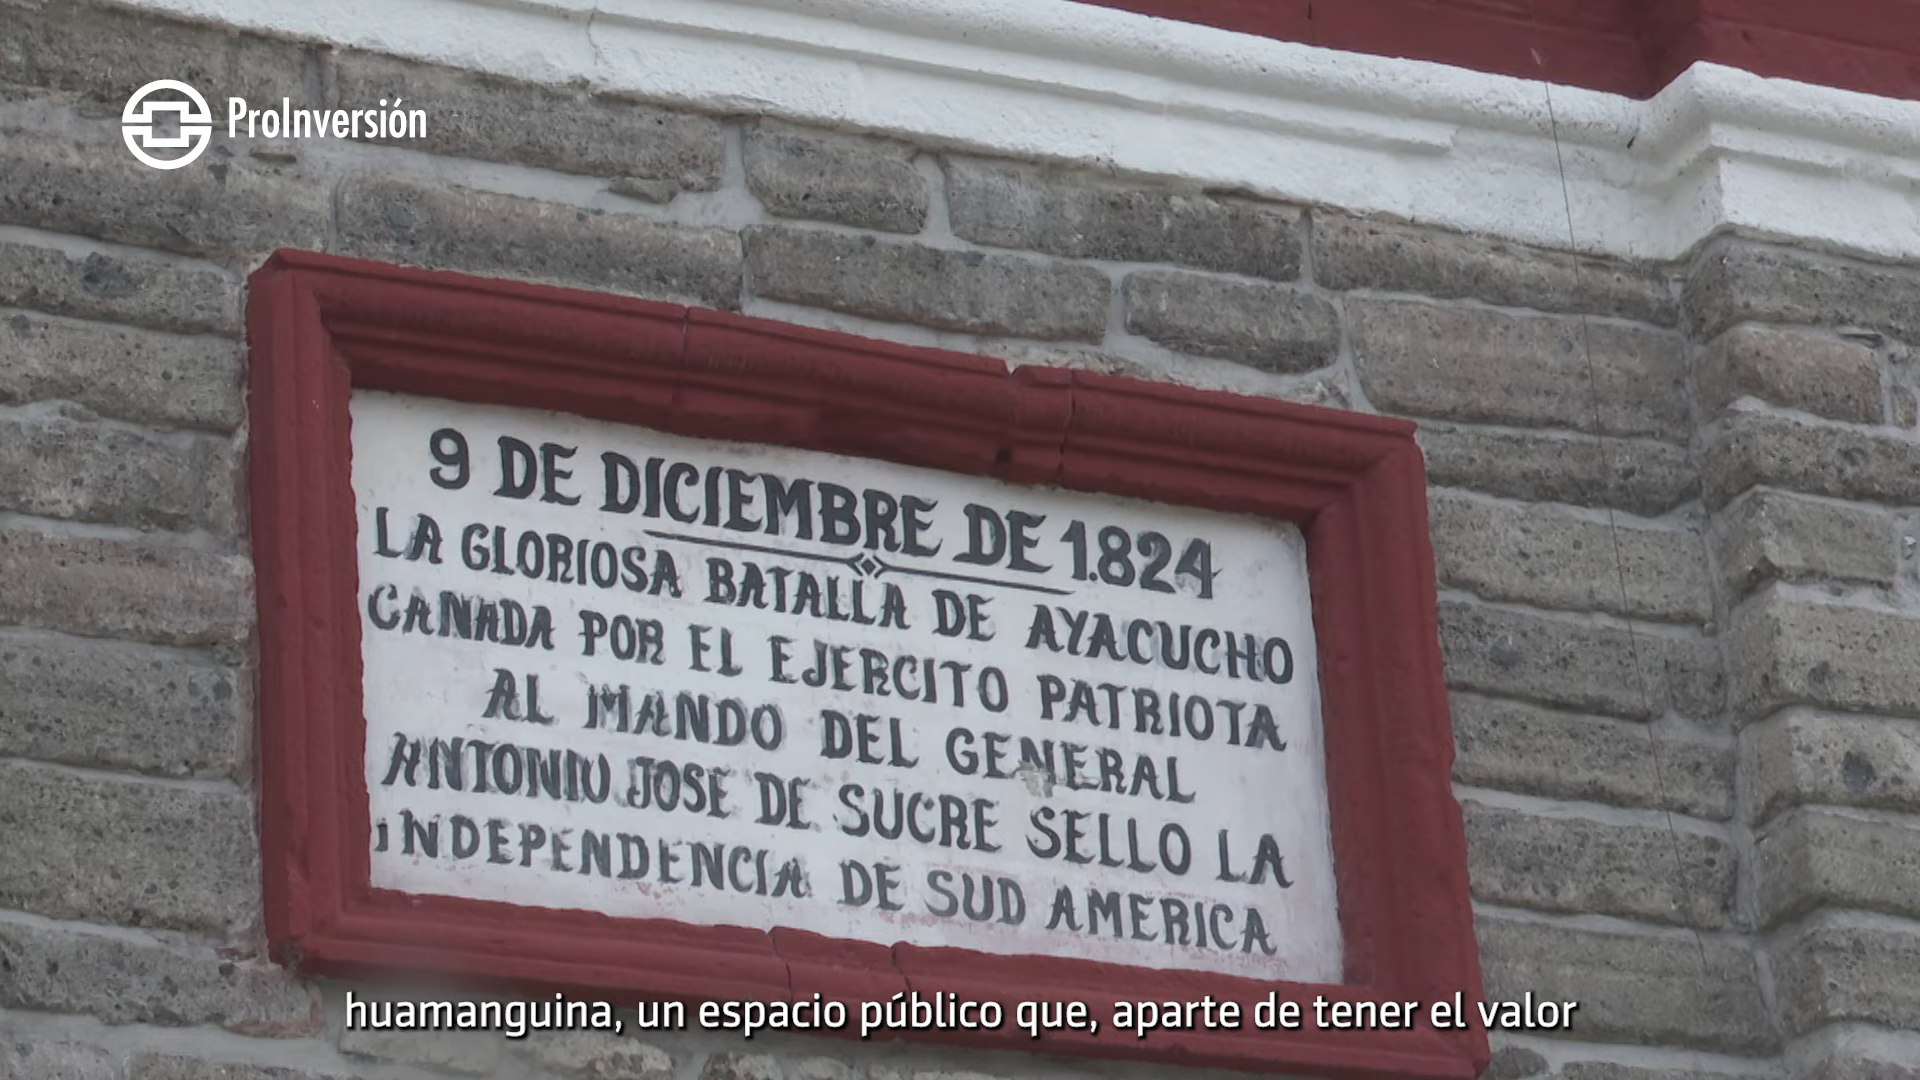 ProInversión
9 DE DICIEMBRE DE 1.824
LA GLORIOSA BATALLA DE AYACUCHO
CANADA POR EL EJERCITO PATRIOTA
AL MANDO DEL GENERAL
ANTONIO JOSE DE SUCRE SELLO LA
INDEPENDENCIA DE SUD AMERICA
huamanguina, un espacio público que, aparte de tener el valor